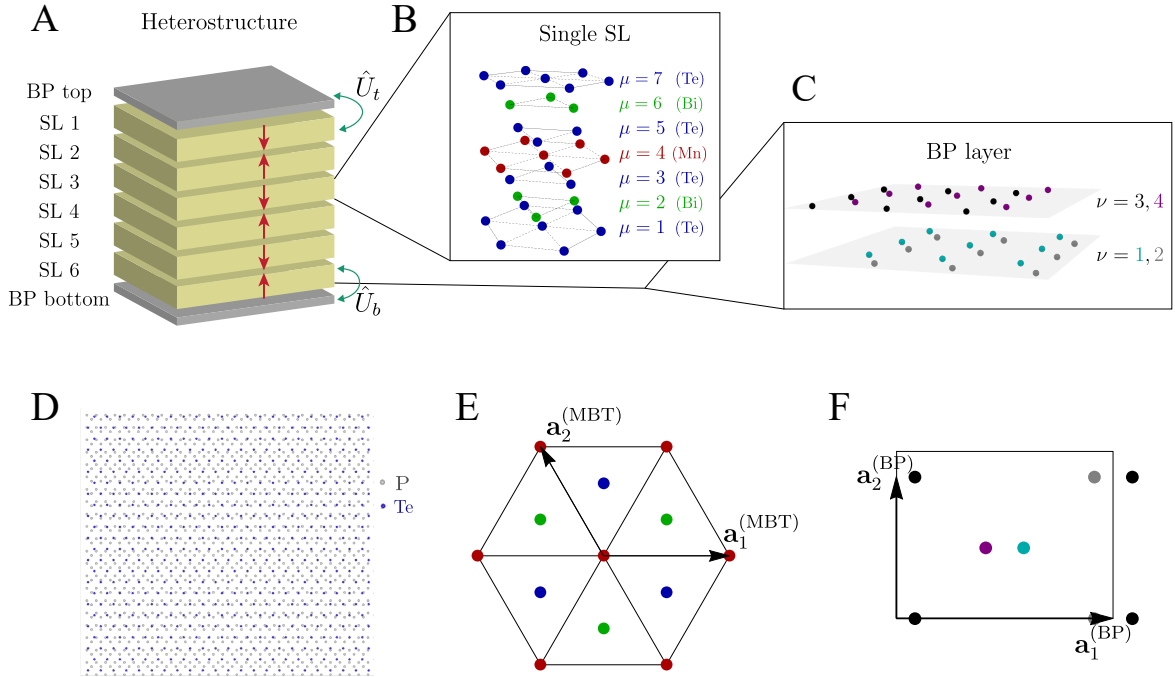 A
Heterostructure
BP top
SL 1
SL 2
SL 3
SL 4
SL 5
SL 6
BP bottom
Û_t
Û_b
B
Single SL
μ = 7 (Te)
μ = 6 (Bi)
μ = 5 (Te)
μ = 4 (Mn)
μ = 3 (Te)
μ = 2 (Bi)
μ = 1 (Te)
C
BP layer
ν = 3, 4
ν = 1, 2
D
P
Te
E
a_2^(MBT)
a_1^(MBT)
F
a_2^(BP)
a_1^(BP)